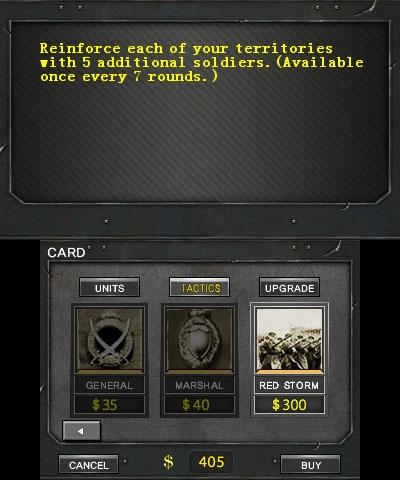 Reinforce each of your territories
with 5 additional soldiers.(Available
once every 7 rounds.)
CARD
UNITS
TACTICS
UPGRADE
GENERAL
MARSHAL
RED STORM
$35
$40
$300
CANCEL
$ 405
BUY